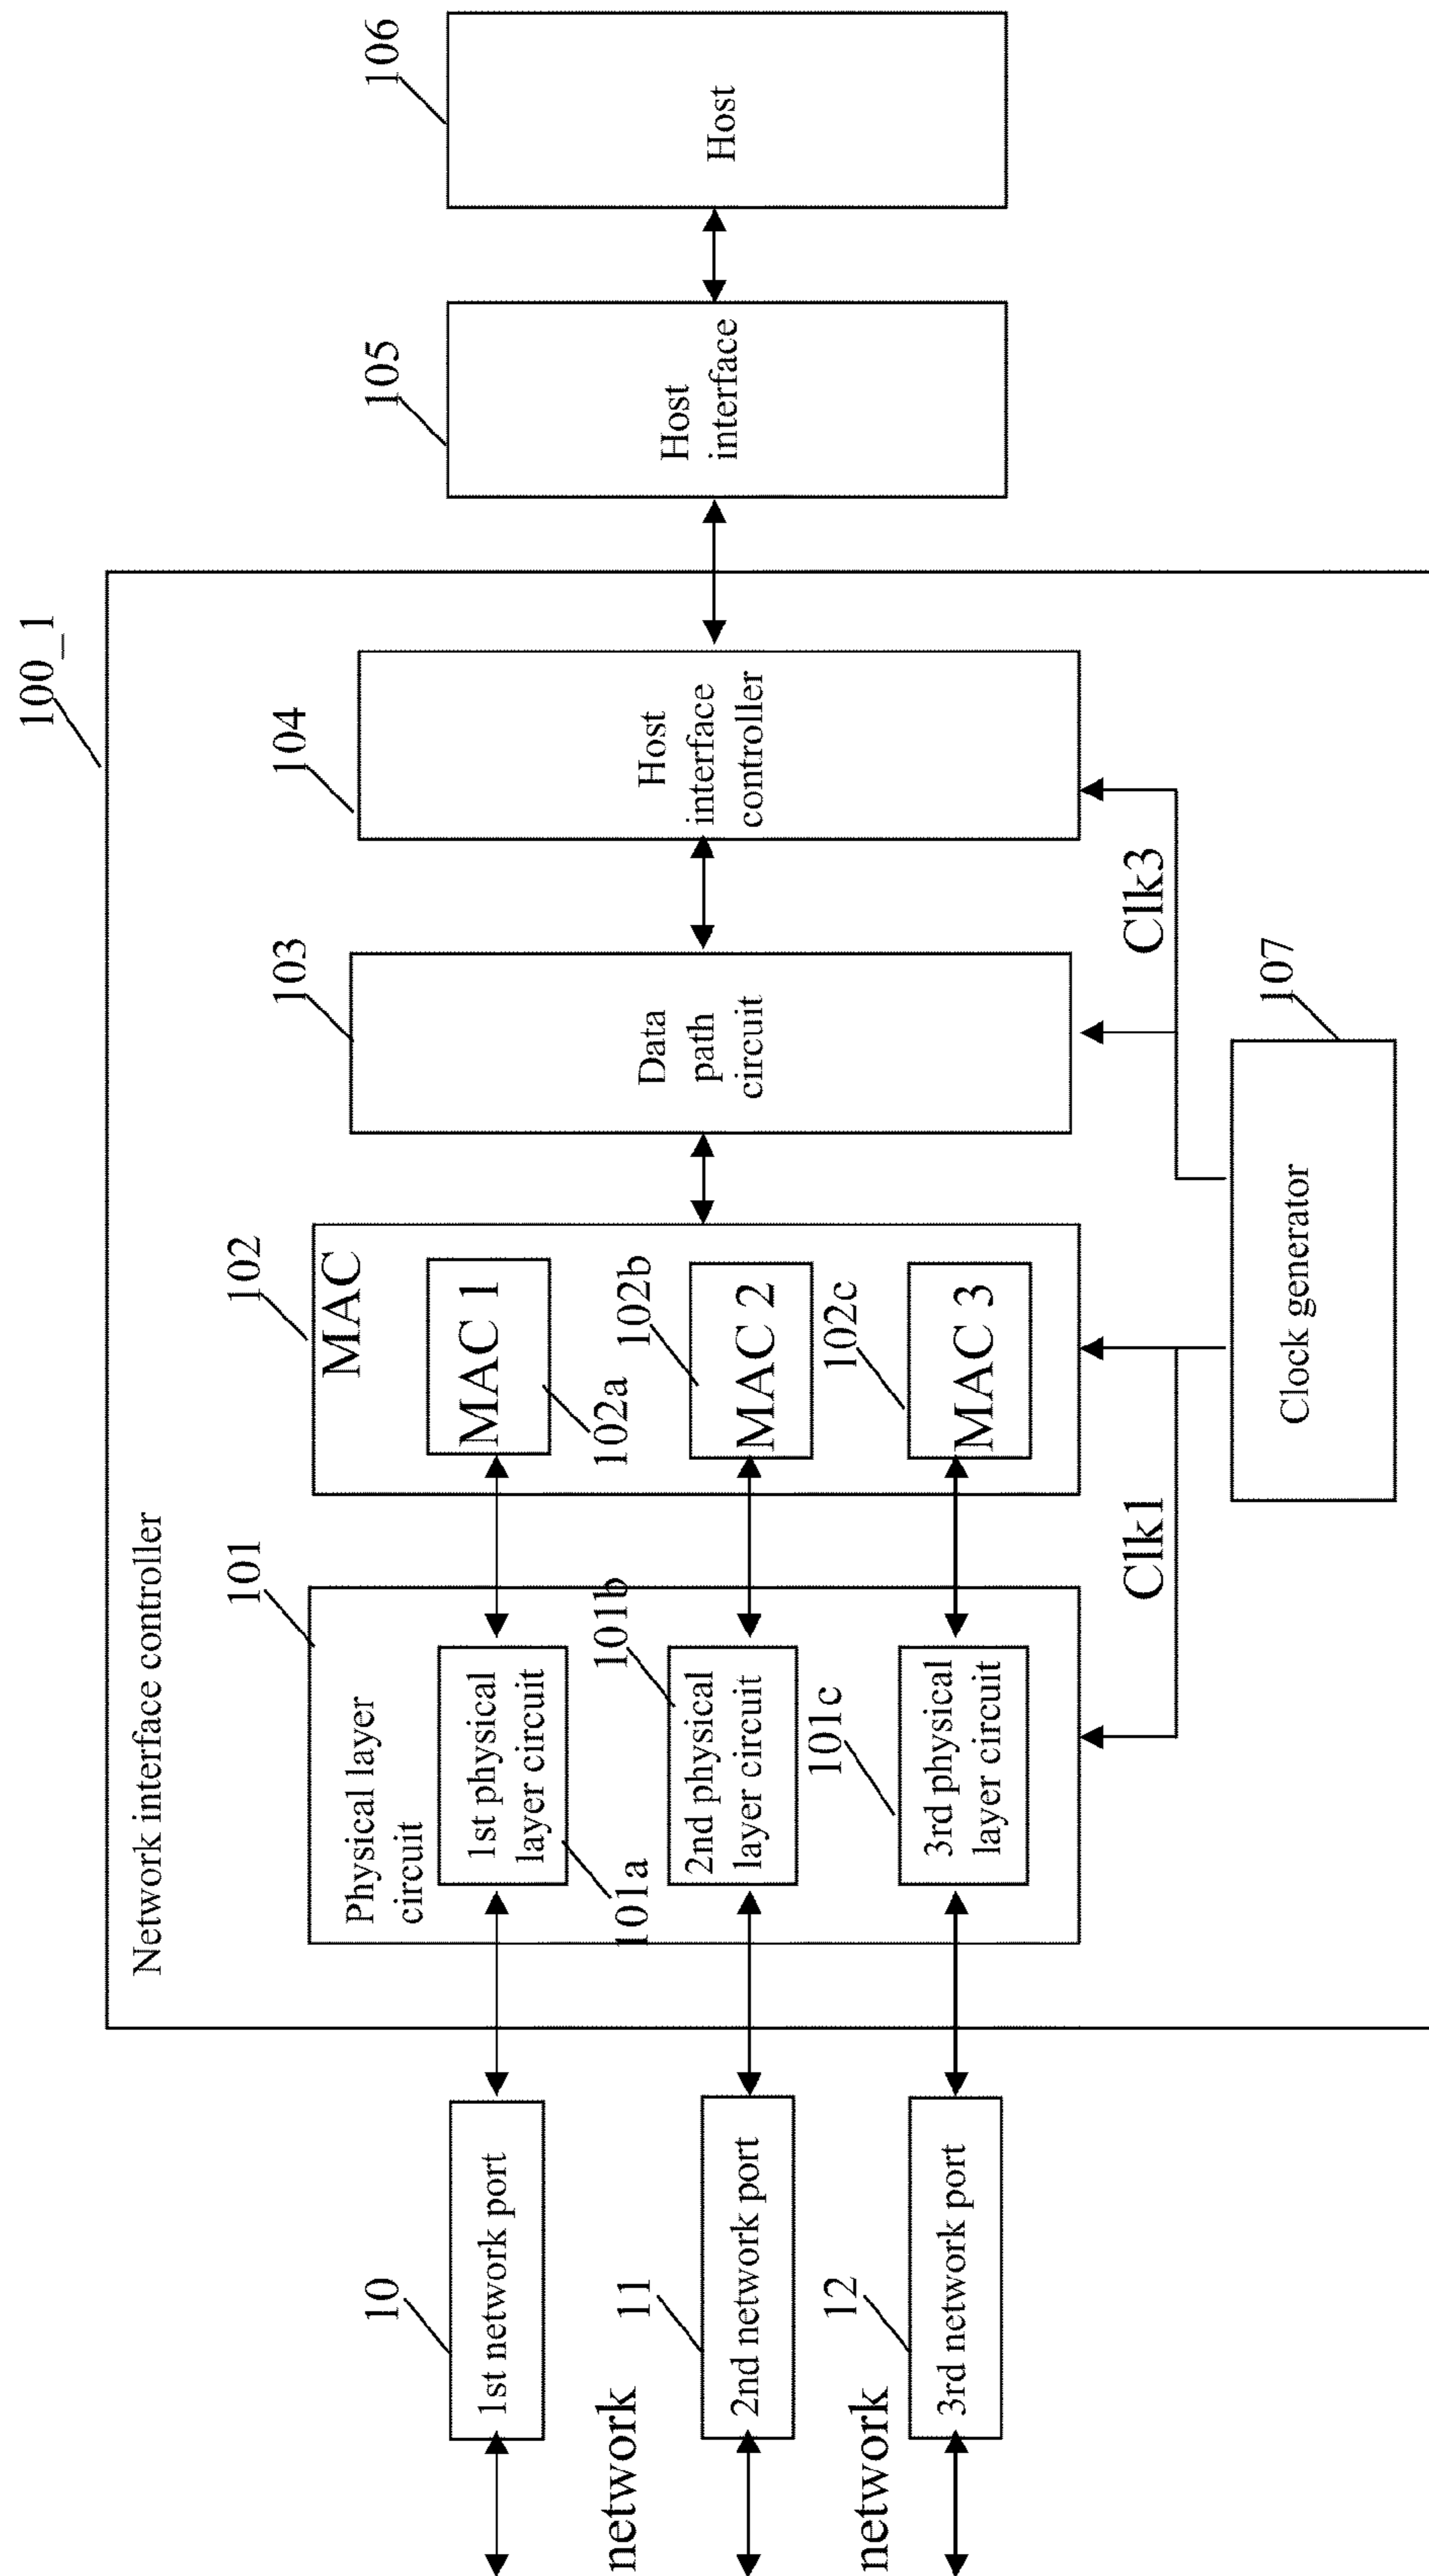 100_1
Network interface controller
101
Physical layer
circuit
102
MAC
103
104
105
106
10
1st network port
1st physical
layer circuit
101a
MAC 1
102a
Data
path
circuit
Host
interface
controller
Host
interface
Host
network
11
2nd network port
101b
2nd physical
layer circuit
102b
MAC 2
network
12
3rd network port
101c
3rd physical
layer circuit
102c
MAC 3
Clk1
Clk3
107
Clock generator